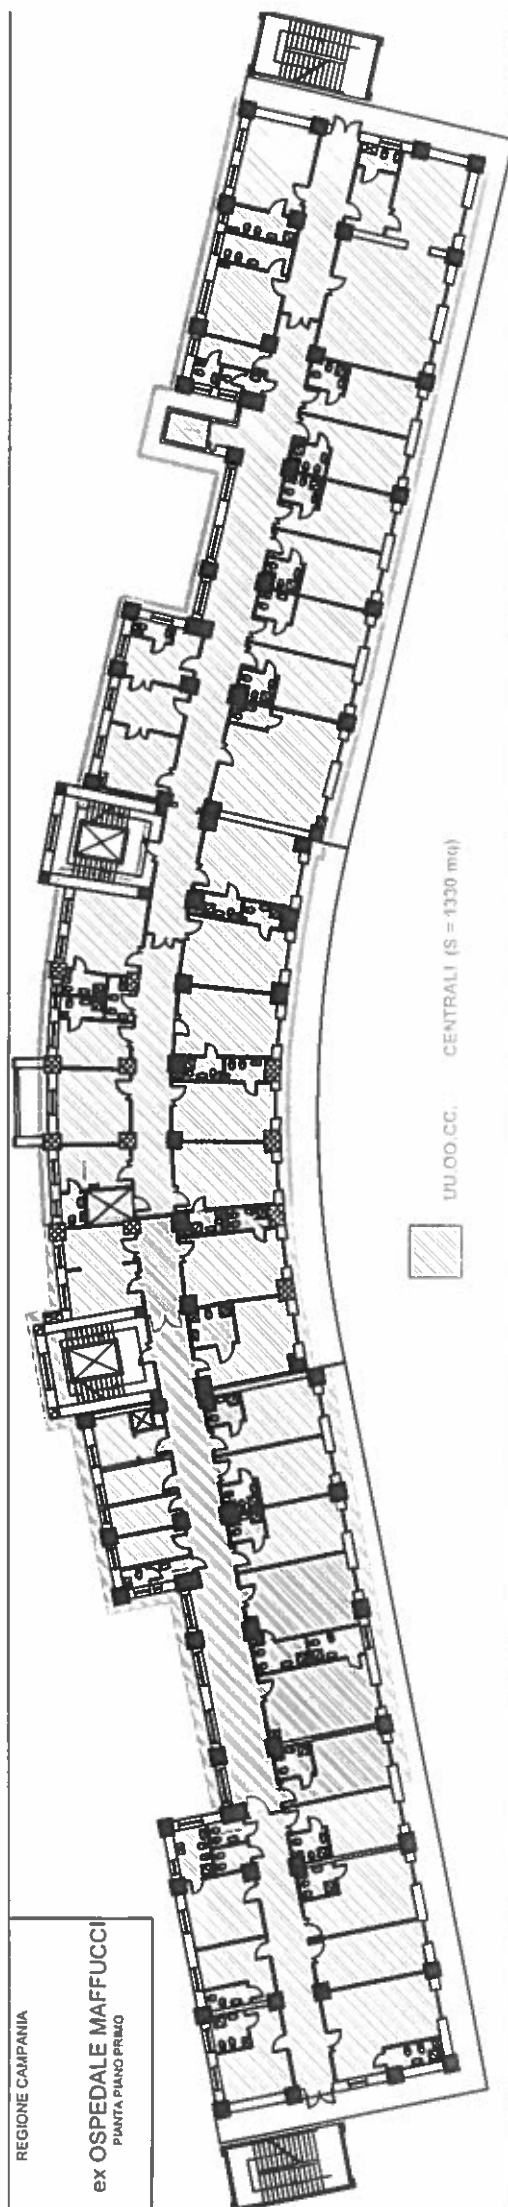 REGIONE CAMPANIA
ex OSPEDALE MAFFUCCI
PIANTA PIANO PRIMO
UU.OO.CC. CENTRALI (S = 1330 mq)